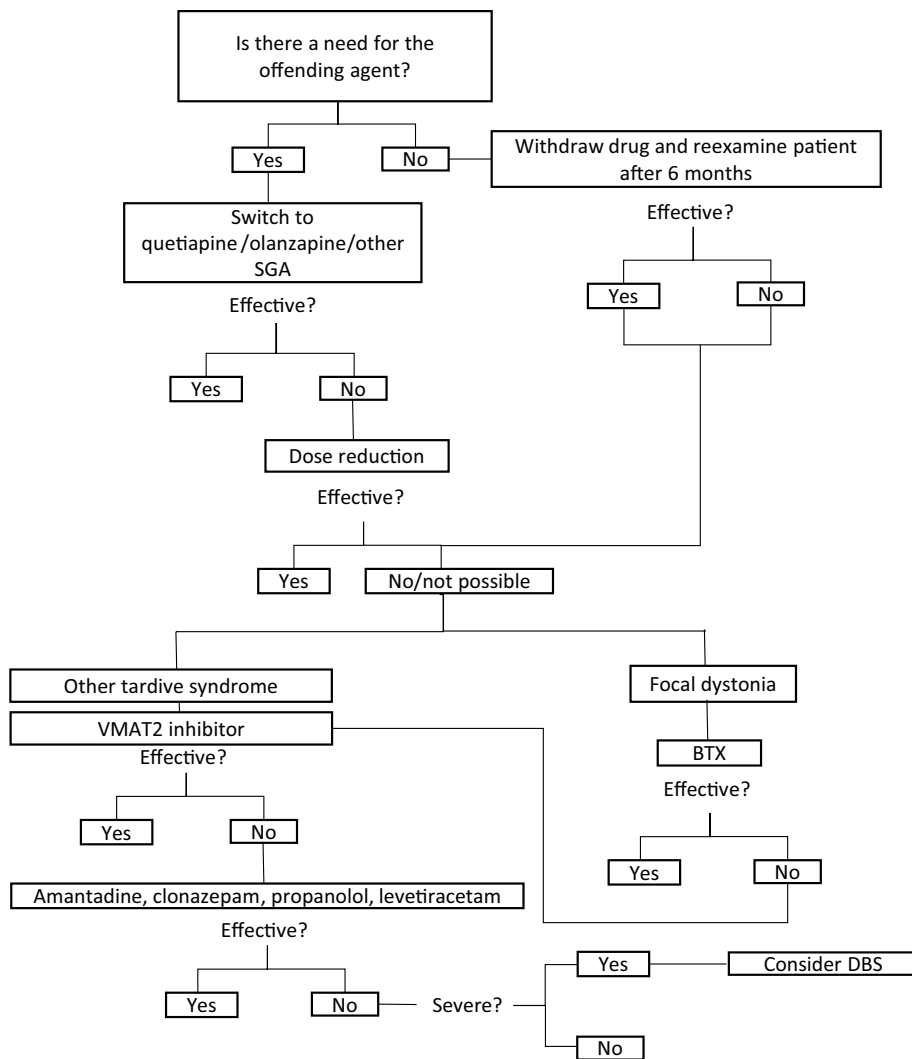 Is there a need for the
offending agent?
Yes
No
Withdraw drug and reexamine patient
after 6 months
Switch to
quetiapine/olanzapine/other
SGA
Effective?
Yes
No
Effective?
Yes
No
Dose reduction
Effective?
Yes
No/not possible
Other tardive syndrome
Focal dystonia
VMAT2 inhibitor
BTX
Effective?
Effective?
Yes
No
Yes
No
Amantadine, clonazepam, propanolol, levetiracetam
Effective?
Yes
No
Severe?
Yes
Consider DBS
No